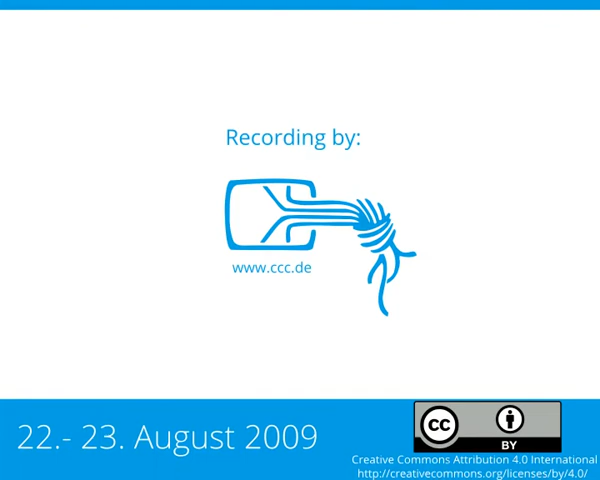 Recording by:
www.ccc.de
22.- 23. August 2009
cc
BY
Creative Commons Attribution 4.0 International
http://creativecommons.org/licenses/by/4.0/